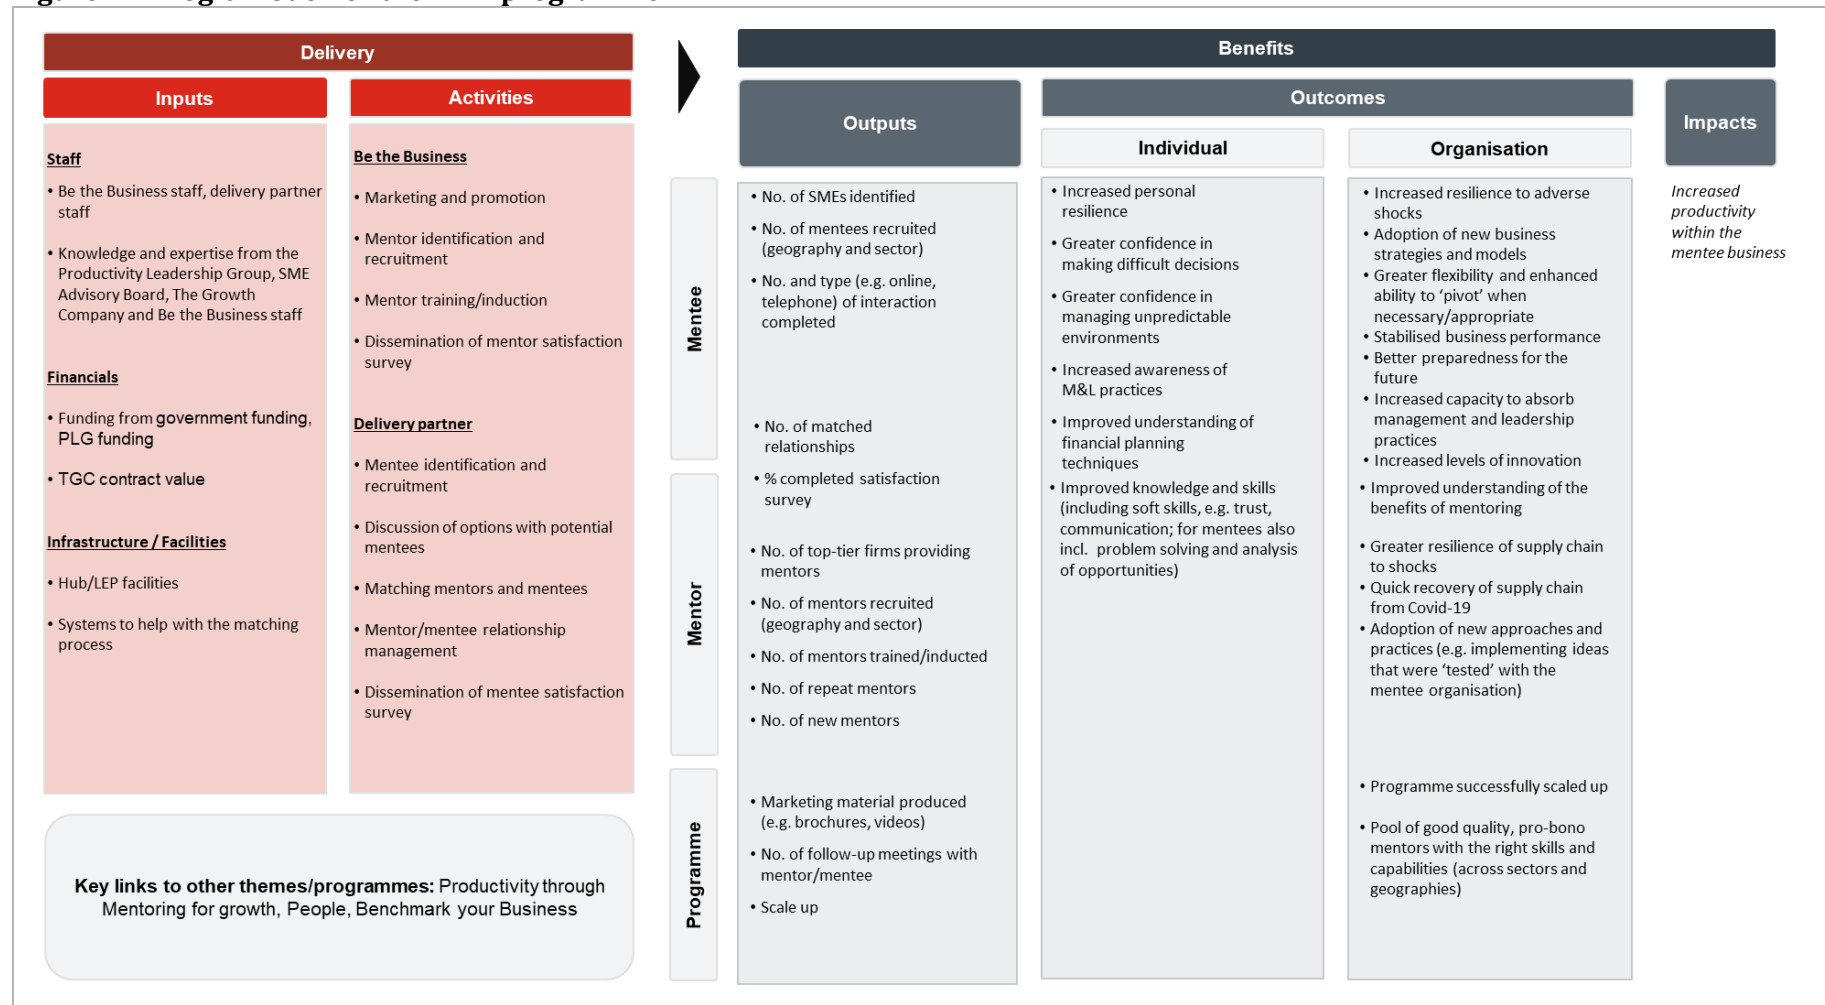 Delivery
Inputs
Activities
Staff
• Be the Business staff, delivery partner
staff
• Knowledge and expertise from the
Productivity Leadership Group, SME
Advisory Board, The Growth
Company and Be the Business staff
Financials
• Funding from government funding,
PLG funding
• TGC contract value
Infrastructure / Facilities
• Hub/LEP facilities
• Systems to help with the matching
process
Be the Business
• Marketing and promotion
• Mentor identification and
recruitment
• Mentor training/induction
• Dissemination of mentor satisfaction
survey
Delivery partner
• Mentee identification and
recruitment
• Discussion of options with potential
mentees
• Matching mentors and mentees
• Mentor/mentee relationship
management
• Dissemination of mentee satisfaction
survey
Key links to other themes/programmes: Productivity through
Mentoring for growth, People, Benchmark your Business
Benefits
Outputs
Outcomes
Impacts
Individual
Organisation
Mentee
Mentor
Programme
• No. of SMEs identified
• No. of mentees recruited
(geography and sector)
• No. and type (e.g. online,
telephone) of interaction
completed
• No. of matched
relationships
• % completed satisfaction
survey
• No. of top-tier firms providing
mentors
• No. of mentors recruited
(geography and sector)
• No. of mentors trained/inducted
• No. of repeat mentors
• No. of new mentors
• Marketing material produced
(e.g. brochures, videos)
• No. of follow-up meetings with
mentor/mentee
• Scale up
• Increased personal
resilience
• Greater confidence in
making difficult decisions
• Greater confidence in
managing unpredictable
environments
• Increased awareness of
M&L practices
• Improved understanding of
financial planning
techniques
• Improved knowledge and skills
(including soft skills, e.g. trust,
communication; for mentees also
incl. problem solving and analysis
of opportunities)
• Increased resilience to adverse
shocks
• Adoption of new business
strategies and models
• Greater flexibility and enhanced
ability to ‘pivot’ when
necessary/appropriate
• Stabilised business performance
• Better preparedness for the
future
• Increased capacity to absorb
management and leadership
practices
• Increased levels of innovation
• Improved understanding of the
benefits of mentoring
• Greater resilience of supply chain
to shocks
• Quick recovery of supply chain
from Covid-19
• Adoption of new approaches and
practices (e.g. implementing ideas
that were ‘tested’ with the
mentee organisation)
• Programme successfully scaled up
• Pool of good quality, pro-bono
mentors with the right skills and
capabilities (across sectors and
geographies)
Increased
productivity
within the
mentee business